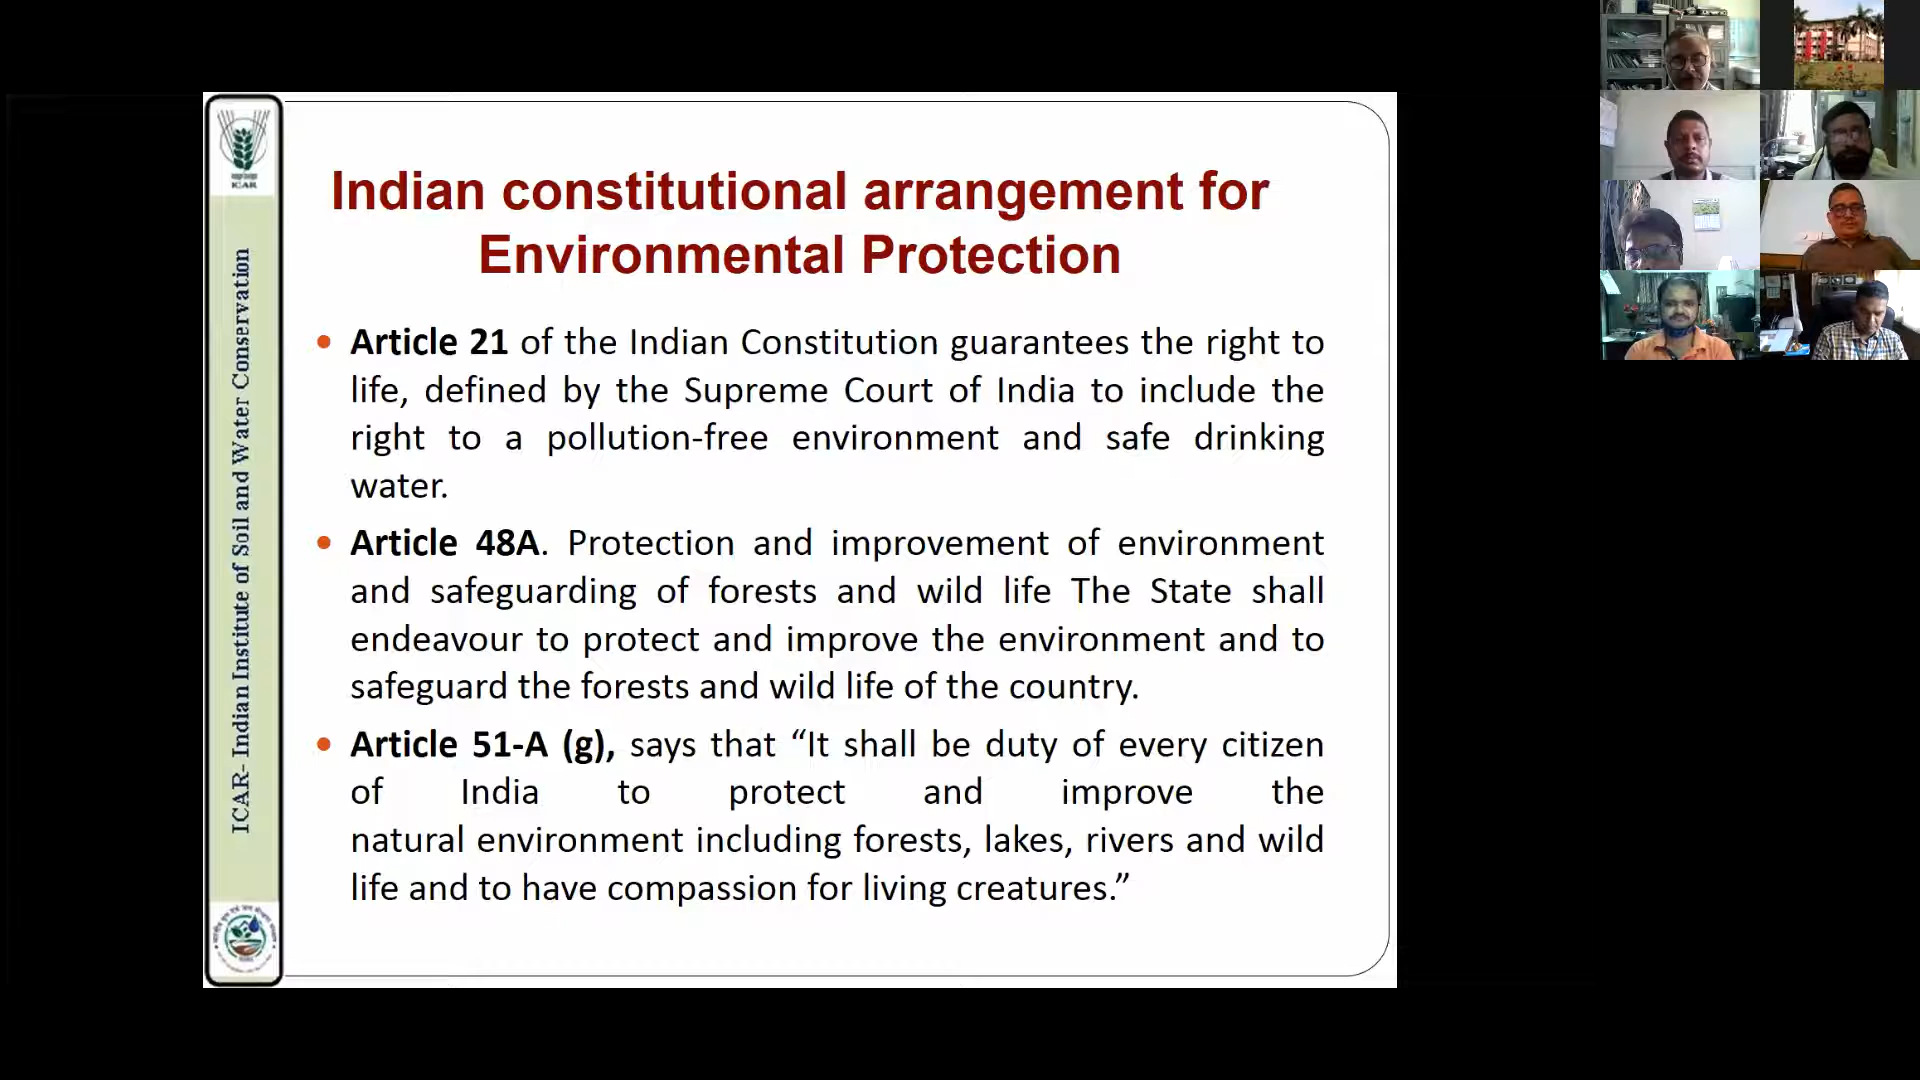 Indian constitutional arrangement for
Environmental Protection
• Article 21 of the Indian Constitution guarantees the right to
life, defined by the Supreme Court of India to include the
right to a pollution-free environment and safe drinking
water.
• Article 48A. Protection and improvement of environment
and safeguarding of forests and wild life The State shall
endeavour to protect and improve the environment and to
safeguard the forests and wild life of the country.
• Article 51-A (g), says that “It shall be duty of every citizen
of India to protect and improve the
natural environment including forests, lakes, rivers and wild
life and to have compassion for living creatures.”
ICAR
ICAR- Indian Institute of Soil and Water Conservation